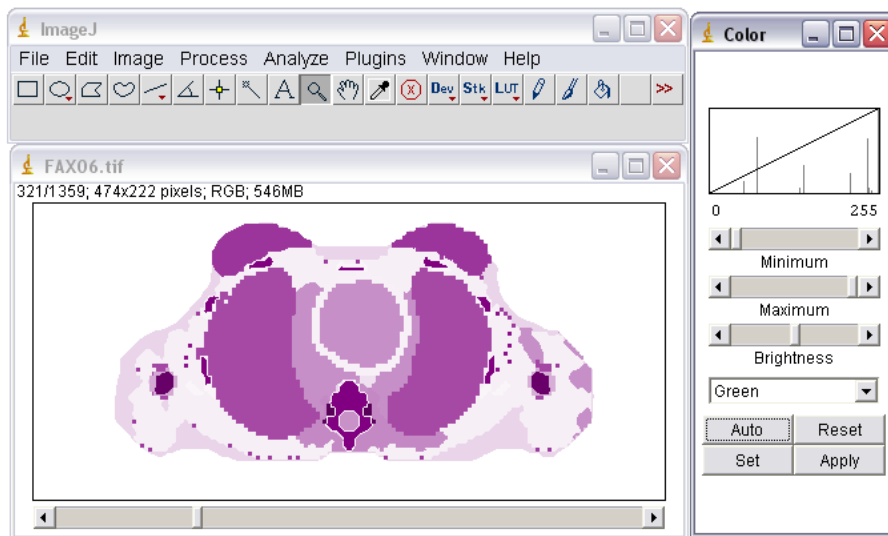 ImageJ
File Edit Image Process Analyze Plugins Window Help
A Dev Stk LUT >>
FAX06.tif
321/1359; 474x222 pixels; RGB; 546MB
Color
0 255
Minimum
Maximum
Brightness
Green
Auto Reset
Set Apply